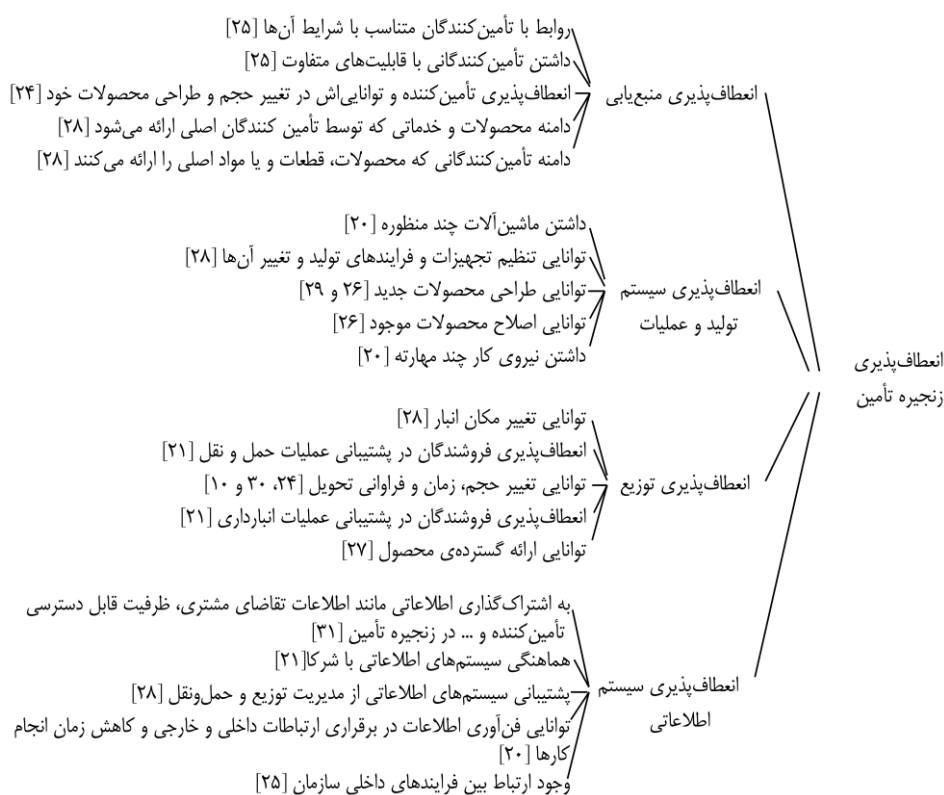 انعطاف‌پذیری
زنجیره تأمین
انعطاف‌پذیری منبع‌یابی
روابط با تأمین‌کنندگان متناسب با شرایط آن‌ها [۲۵]
داشتن تأمین‌کنندگانی با قابلیت‌های متفاوت [۲۵]
انعطاف‌پذیری تأمین‌کننده و توانایی‌اش در تغییر حجم و طراحی محصولات خود [۲۴]
دامنه محصولات و خدماتی که توسط تأمین کنندگان اصلی ارائه می‌شود [۲۸]
دامنه تأمین‌کنندگانی که محصولات، قطعات و یا مواد اصلی را ارائه می‌کنند [۲۸]
انعطاف‌پذیری سیستم
تولید و عملیات
داشتن ماشین‌آلات چند منظوره [۲۰]
توانایی تنظیم تجهیزات و فرایندهای تولید و تغییر آن‌ها [۲۸]
توانایی طراحی محصولات جدید [۲۶ و ۲۹]
توانایی اصلاح محصولات موجود [۲۶]
داشتن نیروی کار چند مهارته [۲۰]
انعطاف‌پذیری توزیع
توانایی تغییر مکان انبار [۲۸]
انعطاف‌پذیری فروشندگان در پشتیبانی عملیات حمل و نقل [۲۱]
توانایی تغییر حجم، زمان و فراوانی تحویل [۲۴، ۳۰ و ۱۰]
انعطاف‌پذیری فروشندگان در پشتیبانی عملیات انبارداری [۲۱]
توانایی ارائه گسترده‌ی محصول [۲۷]
انعطاف‌پذیری سیستم
اطلاعاتی
به اشتراک‌گذاری اطلاعاتی مانند اطلاعات تقاضای مشتری، ظرفیت قابل دسترسی
تأمین‌کننده و ... در زنجیره تأمین [۳۱]
هماهنگی سیستم‌های اطلاعاتی با شرکا[۲۱]
پشتیبانی سیستم‌های اطلاعاتی از مدیریت توزیع و حمل‌ونقل [۲۸]
توانایی فن‌آوری اطلاعات در برقراری ارتباطات داخلی و خارجی و کاهش زمان انجام
کارها [۲۰]
وجود ارتباط بین فرایندهای داخلی سازمان [۲۵]